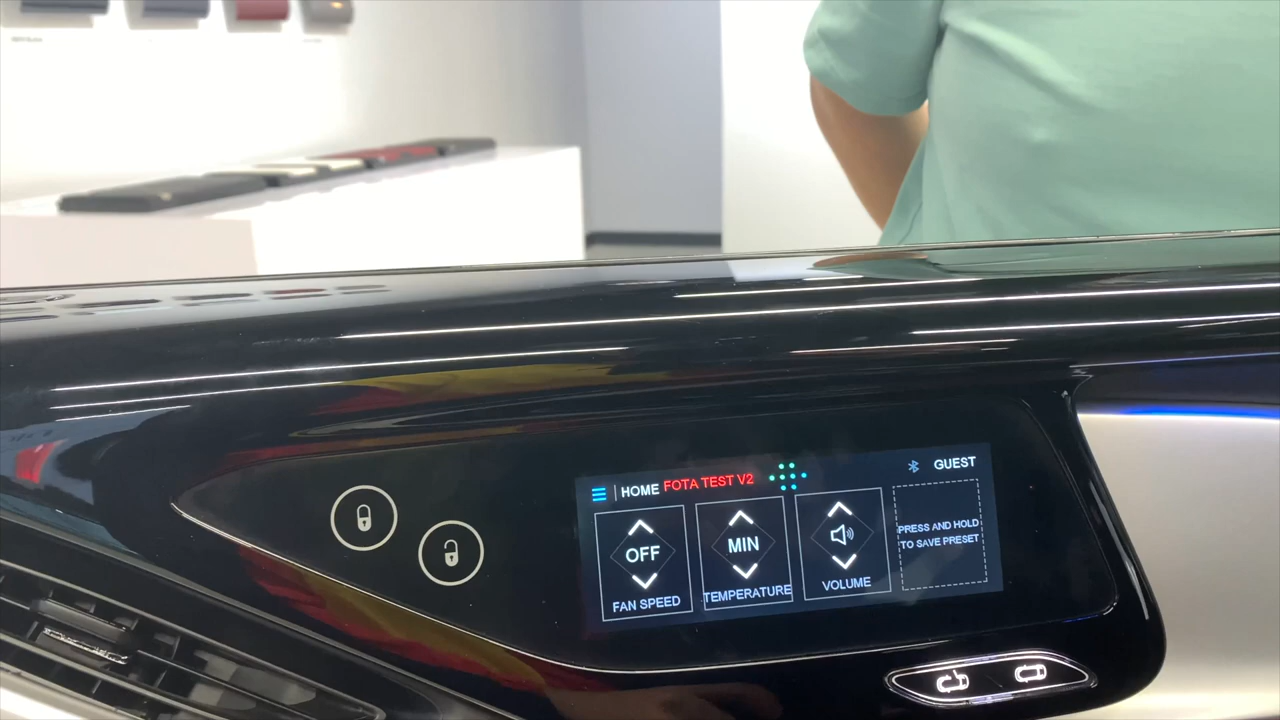 HOME FOTA TEST V2
GUEST
OFF
FAN SPEED
MIN
TEMPERATURE
VOLUME
PRESS AND HOLD
TO SAVE PRESET